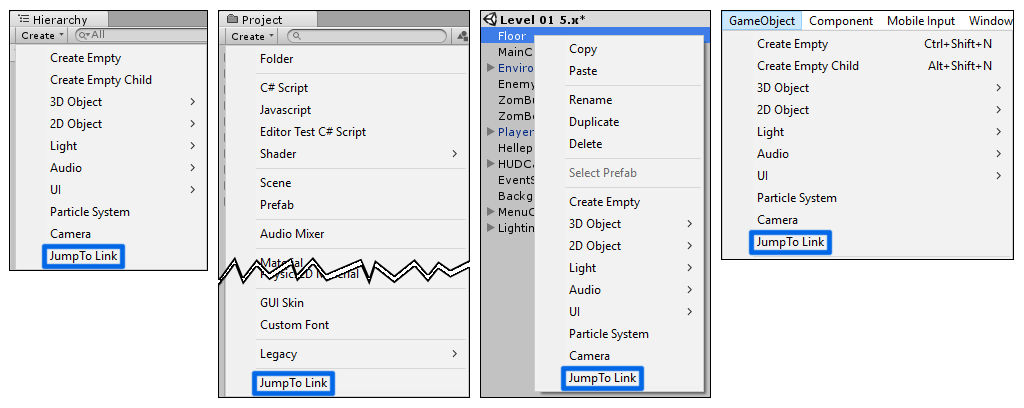 Hierarchy
Create
All
Create Empty
Create Empty Child
3D Object
2D Object
Light
Audio
UI
Particle System
Camera
JumpTo Link
Project
Create
Folder
C# Script
Javascript
Editor Test C# Script
Shader
Scene
Prefab
Audio Mixer
Material
Physic2D Material
GUI Skin
Custom Font
Legacy
JumpTo Link
Level 01 5.x*
Floor
MainC
Enviro
Enemy
ZomBu
ZomBe
Player
Hellep
HUDCa
EventS
Backg
MenuC
Lightin
Copy
Paste
Rename
Duplicate
Delete
Select Prefab
Create Empty
3D Object
2D Object
Light
Audio
UI
Particle System
Camera
JumpTo Link
GameObject Component Mobile Input Window
Create Empty Ctrl+Shift+N
Create Empty Child Alt+Shift+N
3D Object
2D Object
Light
Audio
UI
Particle System
Camera
JumpTo Link